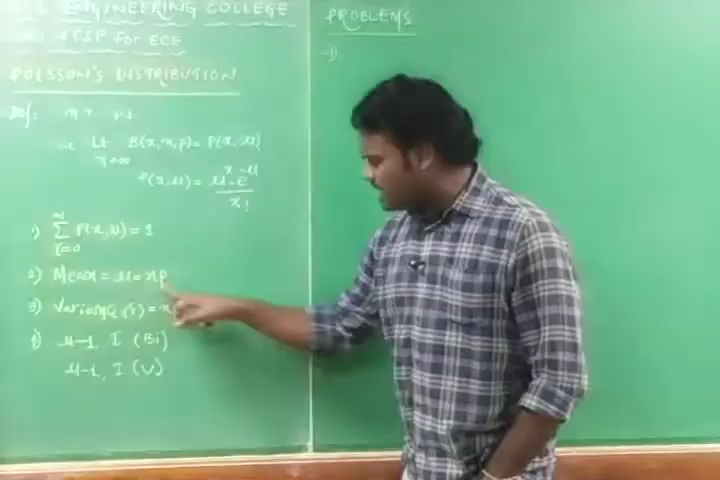 ENGINEERING COLLEGE
for ECE
POISSON'S DISTRIBUTION
Lt B(x,n,p) = P(x,μ)
n→∞
P(x,μ) = μ^x e^-μ / x!
1) ∞ Σ r=0 P(x,μ) = 1
2) Mean = μ = np
3) Variance
μ-1, I (Bi)
μ-1, I (V)
PROBLEMS
1).